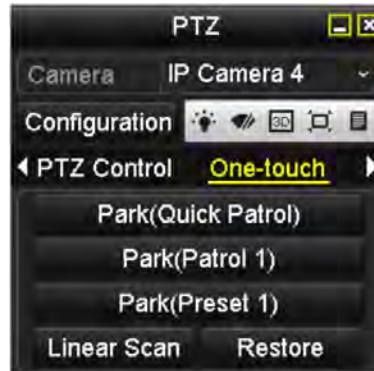 PTZ
Camera IP Camera 4
Configuration 3D
PTZ Control One-touch
Park(Quick Patrol)
Park(Patrol 1)
Park(Preset 1)
Linear Scan Restore